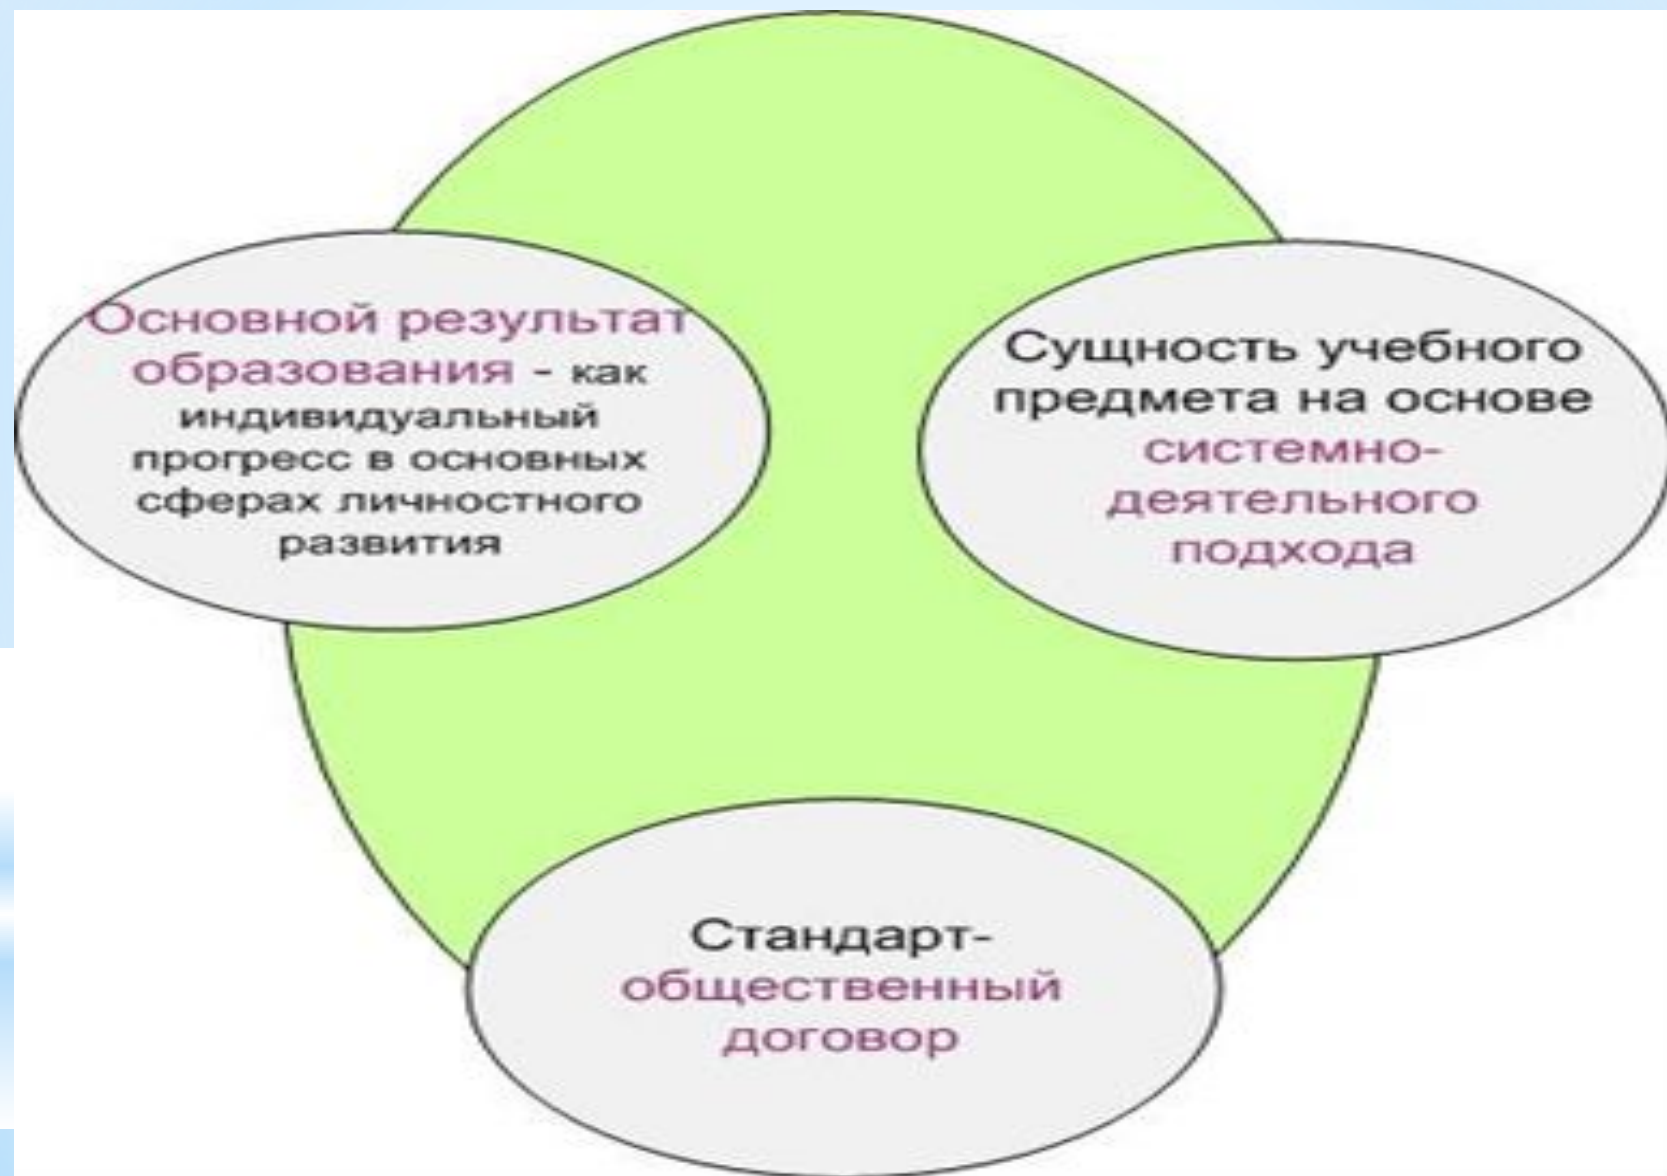 Основной результат
образования - как
индивидуальный
прогресс в основных
сферах личностного
развития
Сущность учебного
предмета на основе
системно-
деятельного
подхода
Стандарт-
общественный
договор